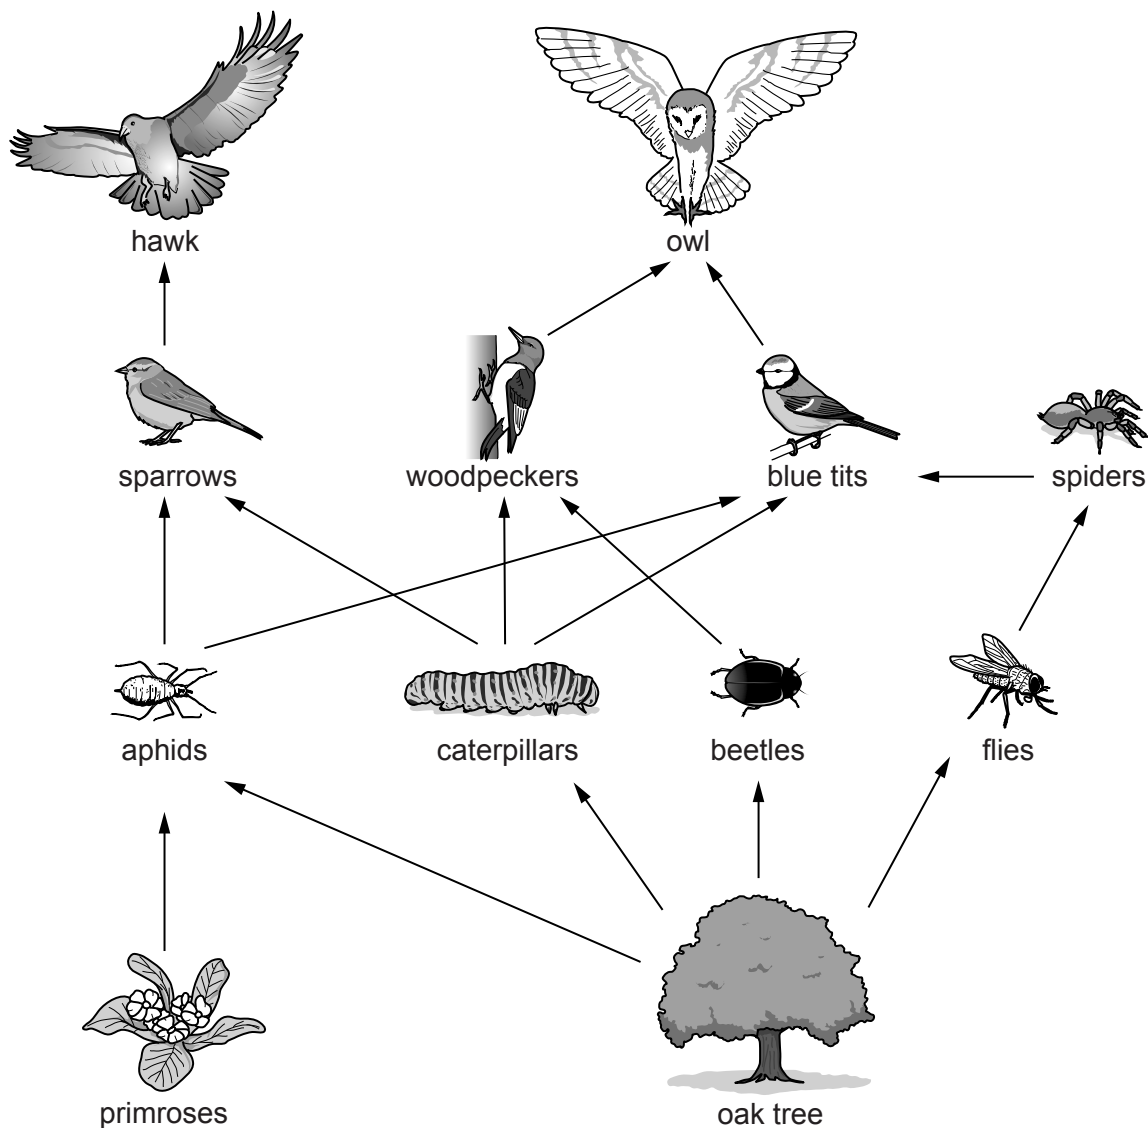 hawk
owl
sparrows
woodpeckers
blue tits
spiders
aphids
caterpillars
beetles
flies
primroses
oak tree